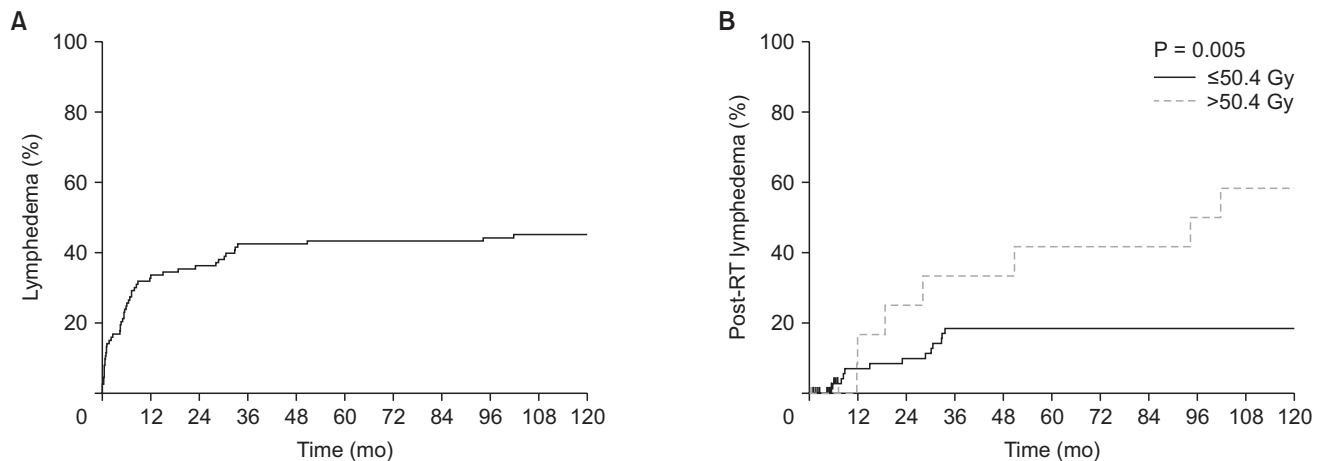 A
100
80
60
40
20
0 12 24 36 48 60 72 84 96 108 120
Lymphedema (%)
Time (mo)
B
100
80
60
40
20
0 12 24 36 48 60 72 84 96 108 120
Post-RT lymphedema (%)
Time (mo)
P = 0.005
≤50.4 Gy
>50.4 Gy